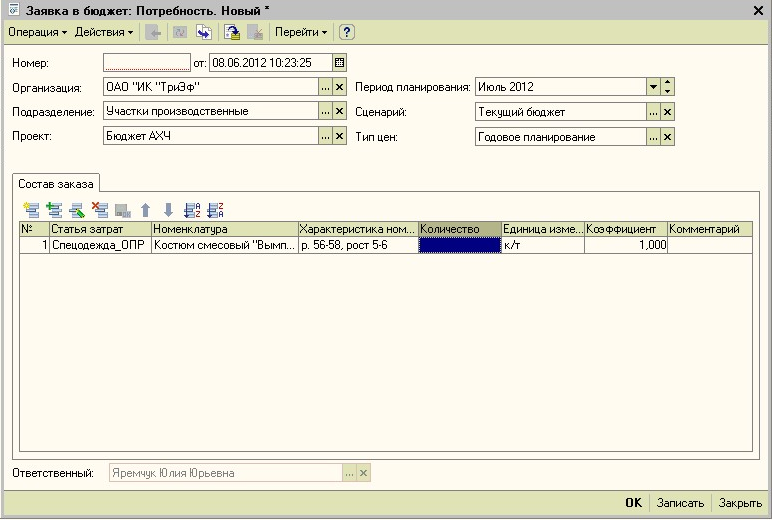 Заявка в бюджет: Потребность. Новый *
Операция Действия Перейти ?
Номер: от: 08.06.2012 10:23:25
Организация: ОАО "ИК "ТриЭф" ... Период планирования: Июль 2012
Подразделение: Участки производственные ... Сценарий: Текущий бюджет ...
Проект: Бюджет АХЧ ... Тип цен: Годовое планирование ...
Состав заказа
№ Статья затрат Номенклатура Характеристика ном... Количество Единица изме... Коэффициент Комментарий
1 Спецодежда_ОПР Костюм смесовый "Вымп... р. 56-58, рост 5-6 к/т 1,000
Ответственный: Яремчук Юлия Юрьевна ...
OK Записать Закрыть